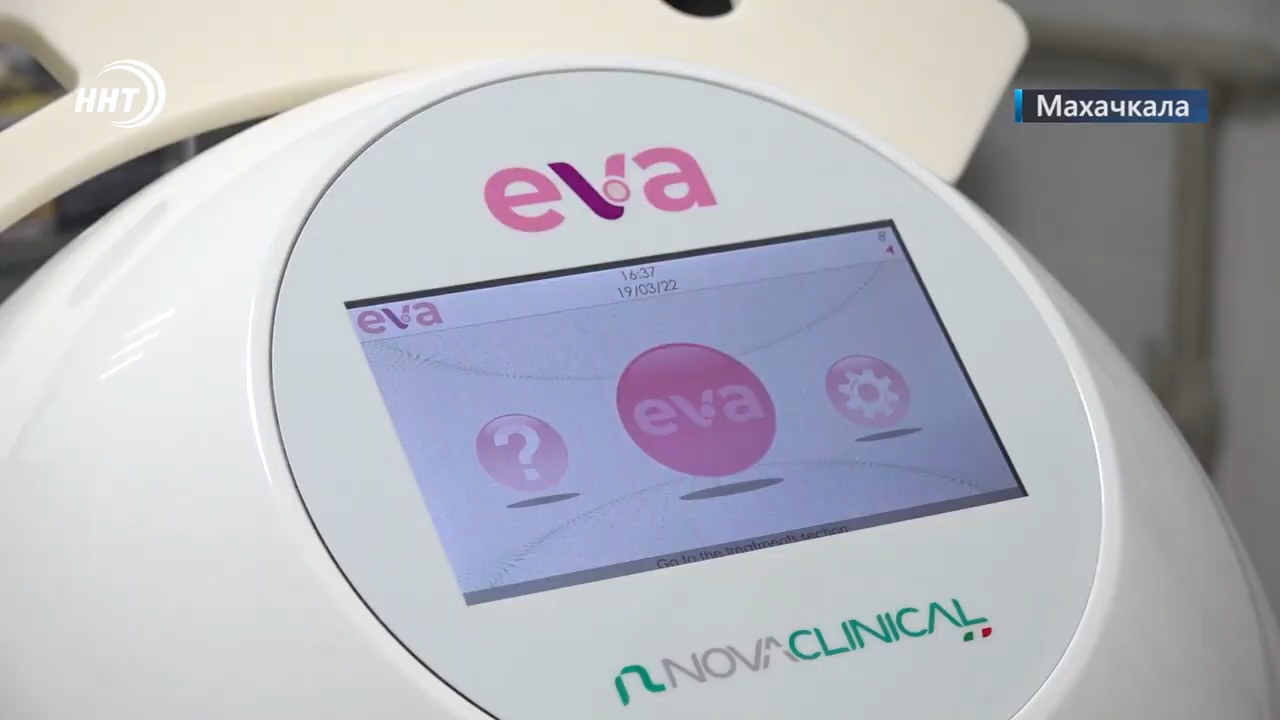 ННТ
Махачкала
eva
16:37
19/03/22
eva
eva
?
Go to the treatments section
NOVACLINICAL